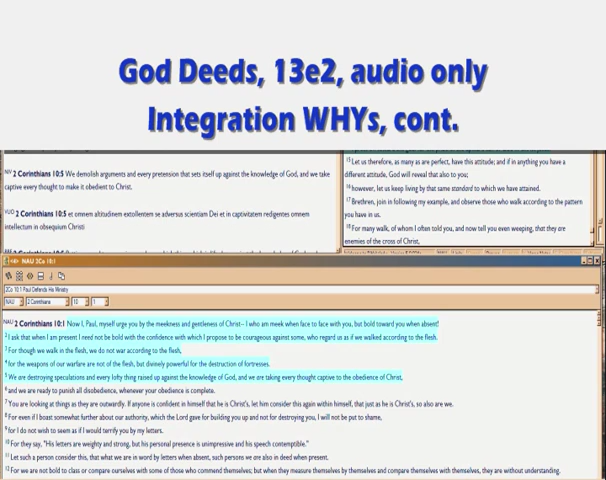 God Deeds, 13e2, audio only
Integration WHYs, cont.
NIV 2 Corinthians 10:5 We demolish arguments and every pretension that sets itself up against the knowledge of God, and we take
captive every thought to make it obedient to Christ.
VUO 2 Corinthians 10:5 et omnem altitudinem extollentem se adversus scientiam Dei et in captivitatem redigentes omnem
intellectum in obsequium Christi
15 Let us therefore, as many as are perfect, have this attitude; and if in anything you have a
different attitude, God will reveal that also to you;
16 however, let us keep living by that same standard to which we have attained.
17 Brethren, join in following my example, and observe those who walk according to the pattern
you have in us.
18 For many walk, of whom I often told you, and now tell you even weeping, that they are
enemies of the cross of Christ,
NAU 2Co 10:1
2Co 10:1 Paul Defends His Ministry
NAU 2 Corinthians 10 1
NAU 2 Corinthians 10:1 Now I, Paul, myself urge you by the meekness and gentleness of Christ-- I who am meek when face to face with you, but bold toward you when absent!
2 I ask that when I am present I need not be bold with the confidence with which I propose to be courageous against some, who regard us as if we walked according to the flesh.
3 For though we walk in the flesh, we do not war according to the flesh,
4 for the weapons of our warfare are not of the flesh, but divinely powerful for the destruction of fortresses.
5 We are destroying speculations and every lofty thing raised up against the knowledge of God, and we are taking every thought captive to the obedience of Christ,
6 and we are ready to punish all disobedience, whenever your obedience is complete.
7 You are looking at things as they are outwardly. If anyone is confident in himself that he is Christ's, let him consider this again within himself, that just as he is Christ's, so also are we.
8 For even if I boast somewhat further about our authority, which the Lord gave for building you up and not for destroying you, I will not be put to shame,
9 for I do not wish to seem as if I would terrify you by my letters.
10 For they say, "His letters are weighty and strong, but his personal presence is unimpressive and his speech contemptible."
11 Let such a person consider this, that what we are in word by letters when absent, such persons we are also in deed when present.
12 For we are not bold to class or compare ourselves with some of those who commend themselves; but when they measure themselves by themselves and compare themselves with themselves, they are without understanding.